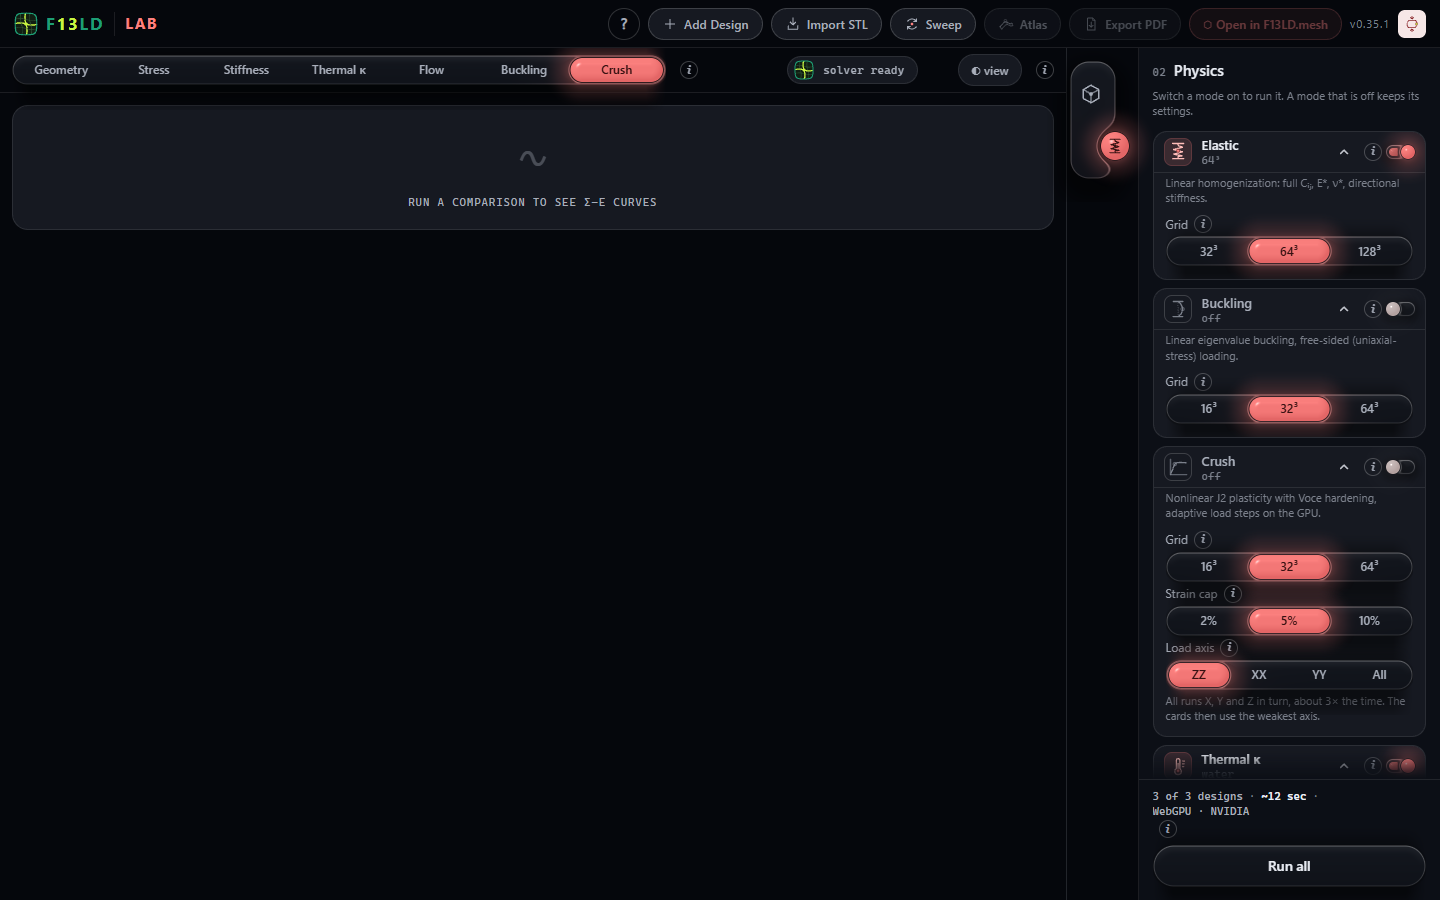 F13LD LAB
? Add Design Import STL Sweep Atlas Export PDF Open in F13LD.mesh v0.35.1
Geometry Stress Stiffness Thermal κ Flow Buckling Crush i solver ready view i
RUN A COMPARISON TO SEE Σ–Ε CURVES
02 Physics
Switch a mode on to run it. A mode that is off keeps its
settings.
Elastic
64³
Linear homogenization: full Cᵢⱼ, E*, ν*, directional
stiffness.
Grid i
32³ 64³ 128³
Buckling
off
Linear eigenvalue buckling, free-sided (uniaxial-
stress) loading.
Grid i
16³ 32³ 64³
Crush
off
Nonlinear J2 plasticity with Voce hardening,
adaptive load steps on the GPU.
Grid i
16³ 32³ 64³
Strain cap i
2% 5% 10%
Load axis i
ZZ XX YY All
All runs X, Y and Z in turn, about 3× the time. The
cards then use the weakest axis.
Thermal κ
water
3 of 3 designs · ~12 sec ·
WebGPU · NVIDIA
i
Run all